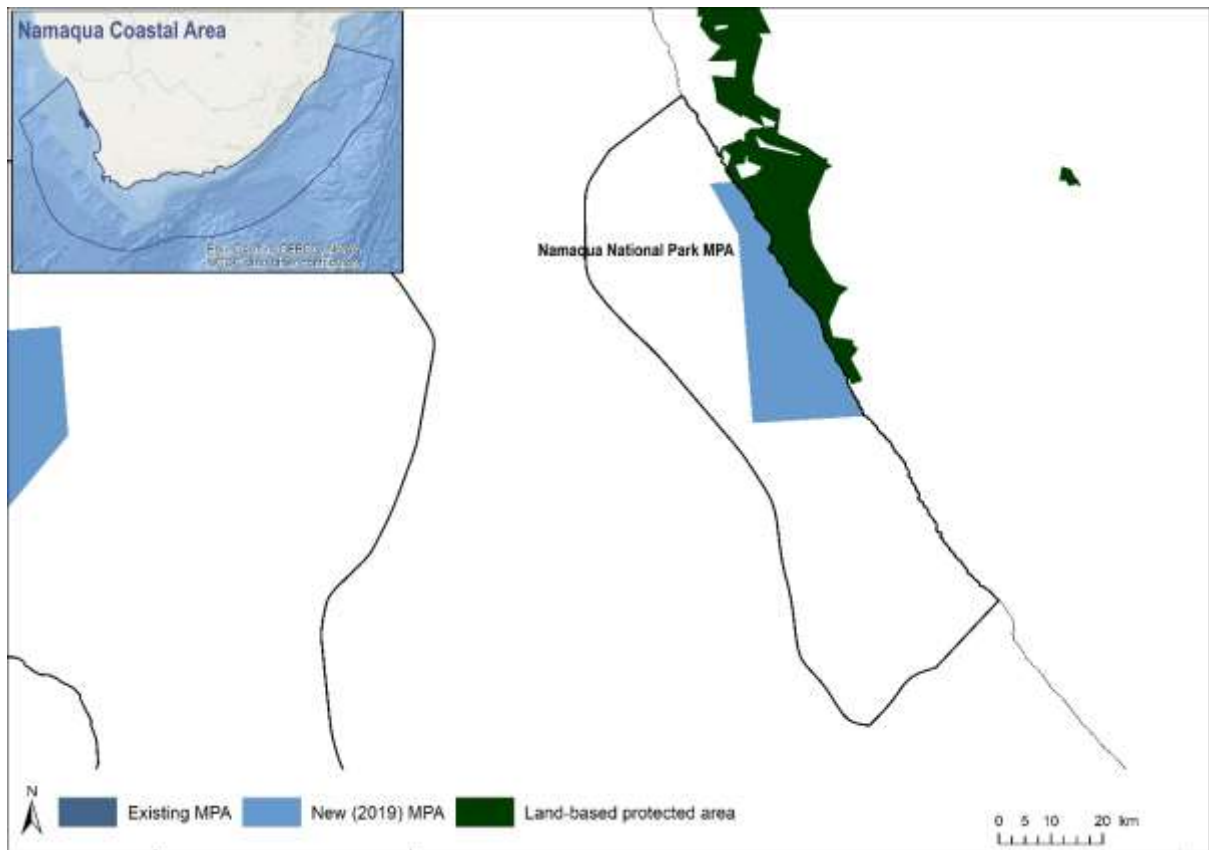 Namaqua Coastal Area
Namaqua National Park MPA
N
Existing MPA
New (2019) MPA
Land-based protected area
0 5 10 20 km